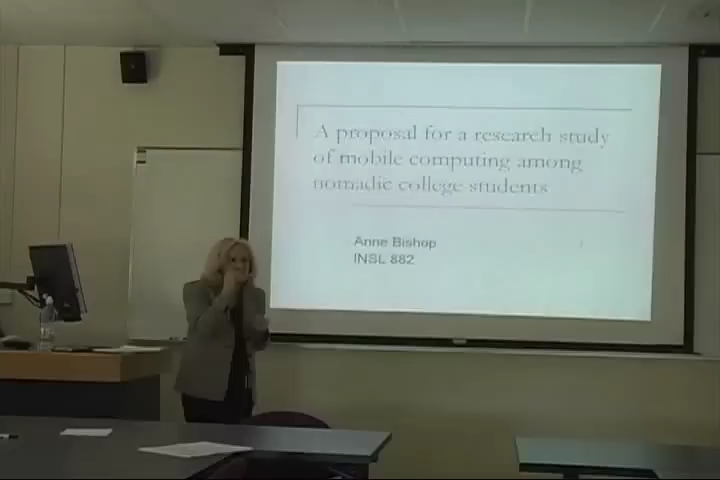 A proposal for a research study
of mobile computing among
nomadic college students
Anne Bishop
INSL 882